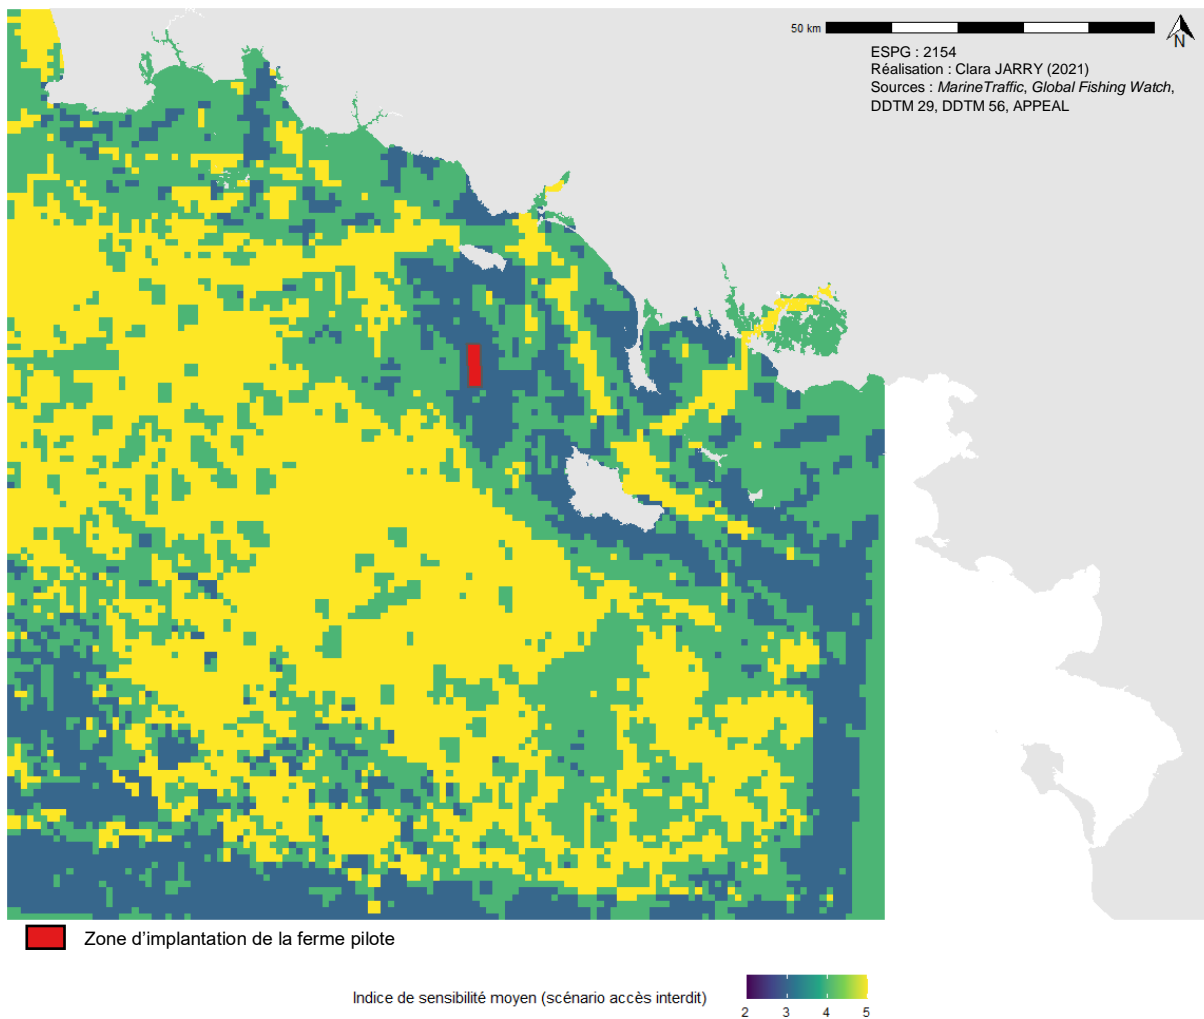 50 km
N
ESPG : 2154
Réalisation : Clara JARRY (2021)
Sources : MarineTraffic, Global Fishing Watch,
DDTM 29, DDTM 56, APPEAL
Zone d'implantation de la ferme pilote
Indice de sensibilité moyen (scénario accès interdit)
2 3 4 5